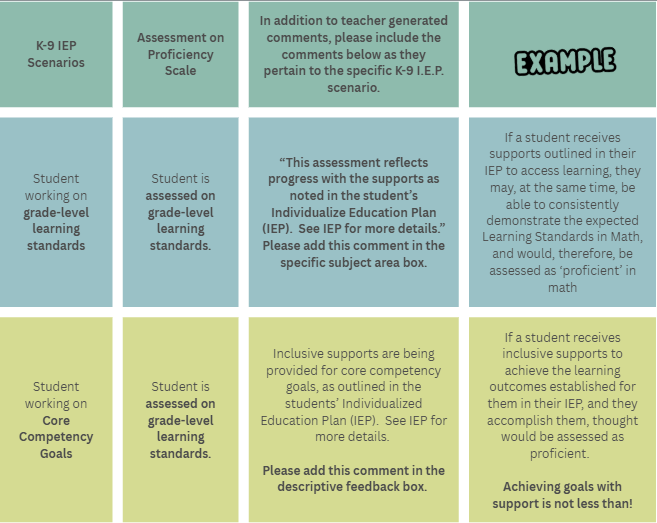 K-9 IEP
Scenarios
Assessment on
Proficiency
Scale
In addition to teacher generated
comments, please include the
comments below as they
pertain to the specific K-9 I.E.P.
scenario.
EXAMPLE
Student
working on
grade-level
learning
standards
Student is
assessed on
grade-level
learning
standards.
“This assessment reflects
progress with the supports as
noted in the student’s
Individualize Education Plan
(IEP). See IEP for more details.”
Please add this comment in the
specific subject area box.
If a student receives
supports outlined in their
IEP to access learning, they
may, at the same time, be
able to consistently
demonstrate the expected
Learning Standards in Math,
and would, therefore, be
assessed as ‘proficient’ in
math
Student
working on
Core
Competency
Goals
Student is
assessed on
grade-level
learning
standards.
Inclusive supports are being
provided for core competency
goals, as outlined in the
students’ Individualized
Education Plan (IEP). See IEP for
more details.
Please add this comment in the
descriptive feedback box.
If a student receives
inclusive supports to
achieve the learning
outcomes established for
them in their IEP, and they
accomplish them, thought
would be assessed as
proficient.
Achieving goals with
support is not less than!